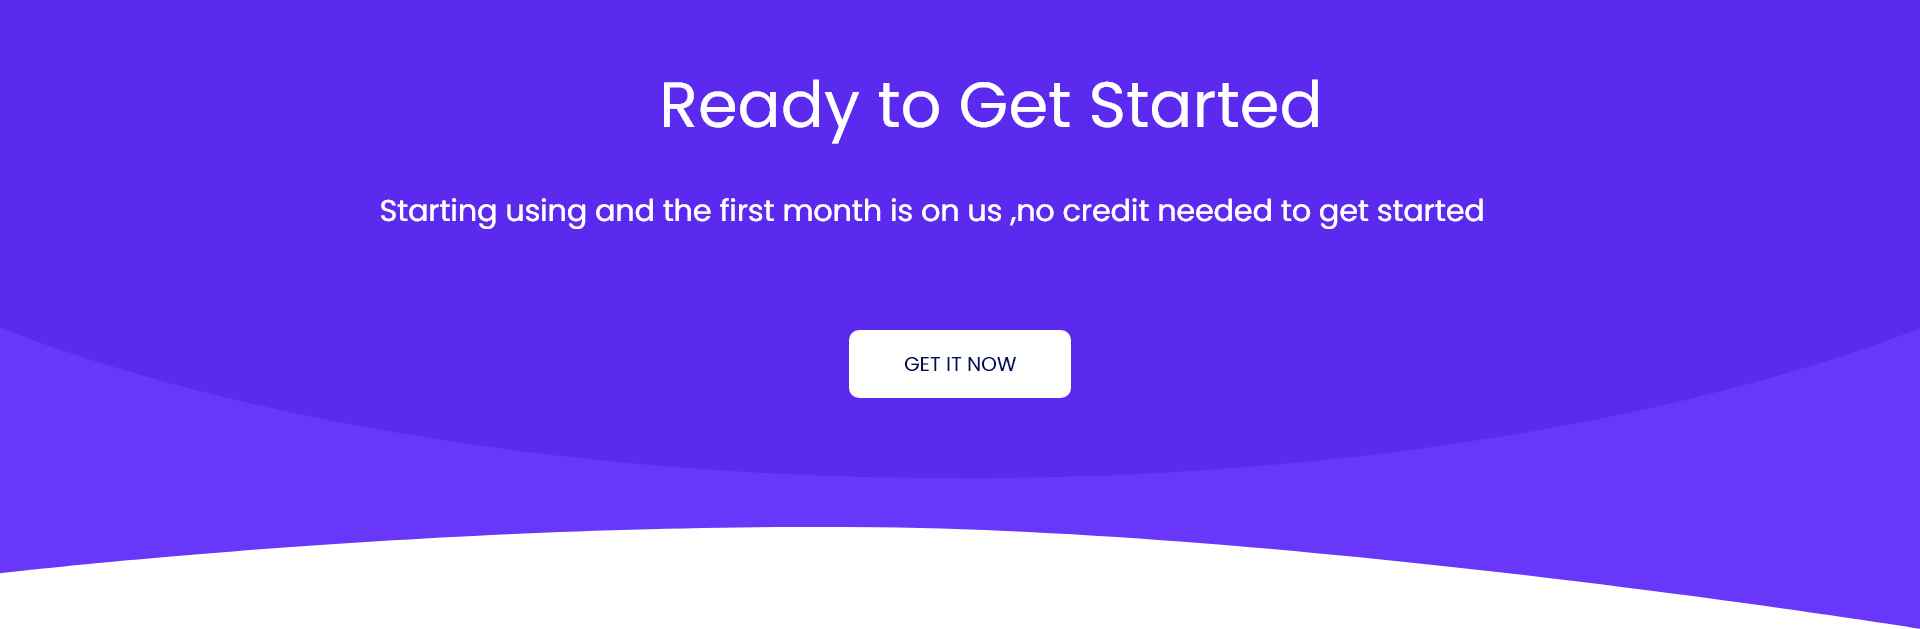 Ready to Get Started
Starting using and the first month is on us ,no credit needed to get started
GET IT NOW